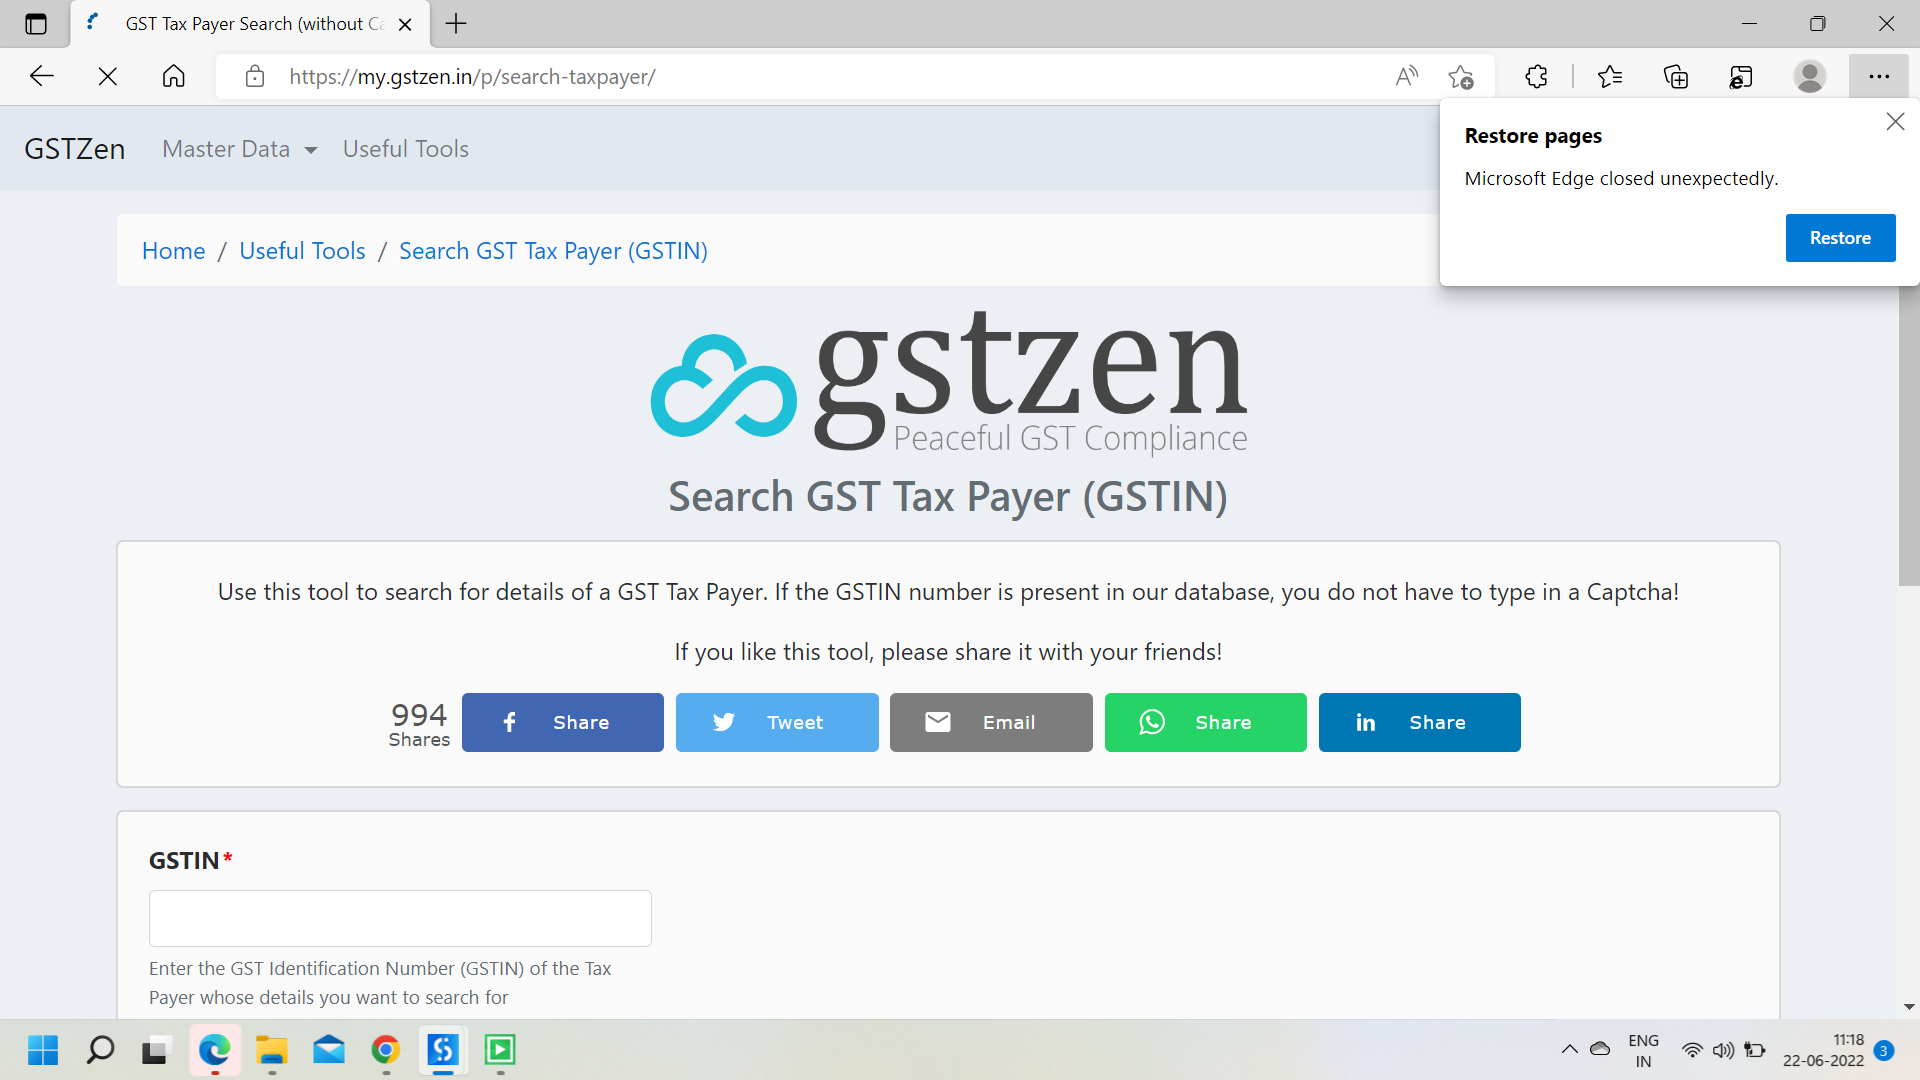 GST Tax Payer Search (without Ca
https://my.gstzen.in/p/search-taxpayer/
GSTZen
Master Data
Useful Tools
Restore pages
Microsoft Edge closed unexpectedly.
Restore
Home / Useful Tools / Search GST Tax Payer (GSTIN)
gstzen
Peaceful GST Compliance
Search GST Tax Payer (GSTIN)
Use this tool to search for details of a GST Tax Payer. If the GSTIN number is present in our database, you do not have to type in a Captcha!
If you like this tool, please share it with your friends!
994
Shares
Share
Tweet
Email
Share
Share
GSTIN*
Enter the GST Identification Number (GSTIN) of the Tax
Payer whose details you want to search for
ENG
IN
11:18
22-06-2022
3